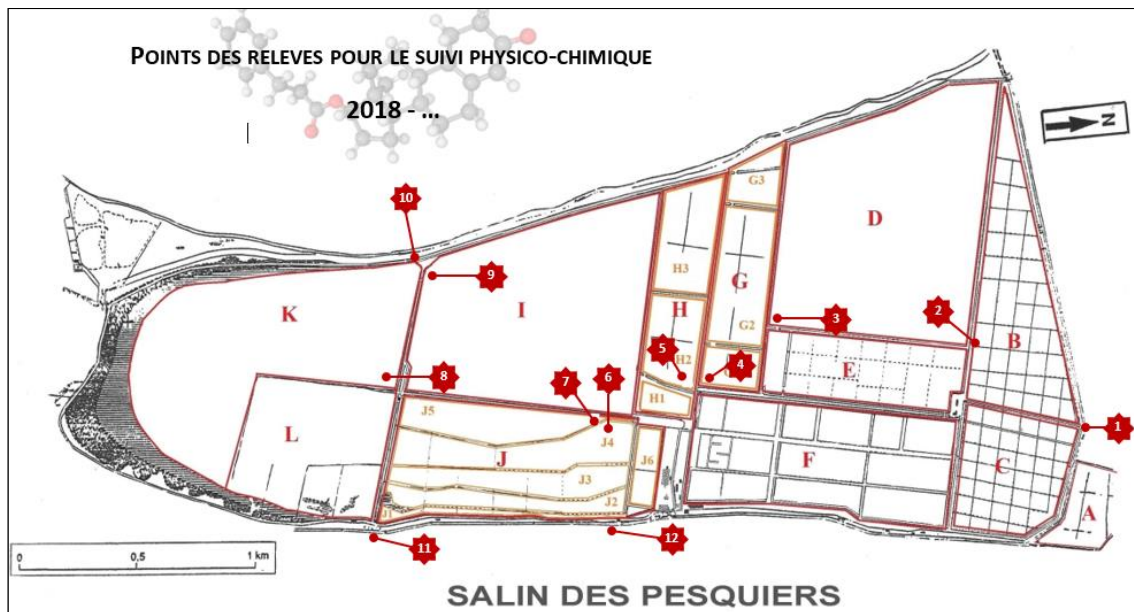 POINTS DES RELEVES POUR LE SUIVI PHYSICO-CHIMIQUE
2018 - ...
N
G3
10
D
9
H3
G
K
I
H
3
2
B
G2
5
H2
4
E
8
7
6
H1
1
J5
J4
L
J
J6
F
C
J3
J2
A
J1
12
11
0
0,5
1 km
SALIN DES PESQUIERS